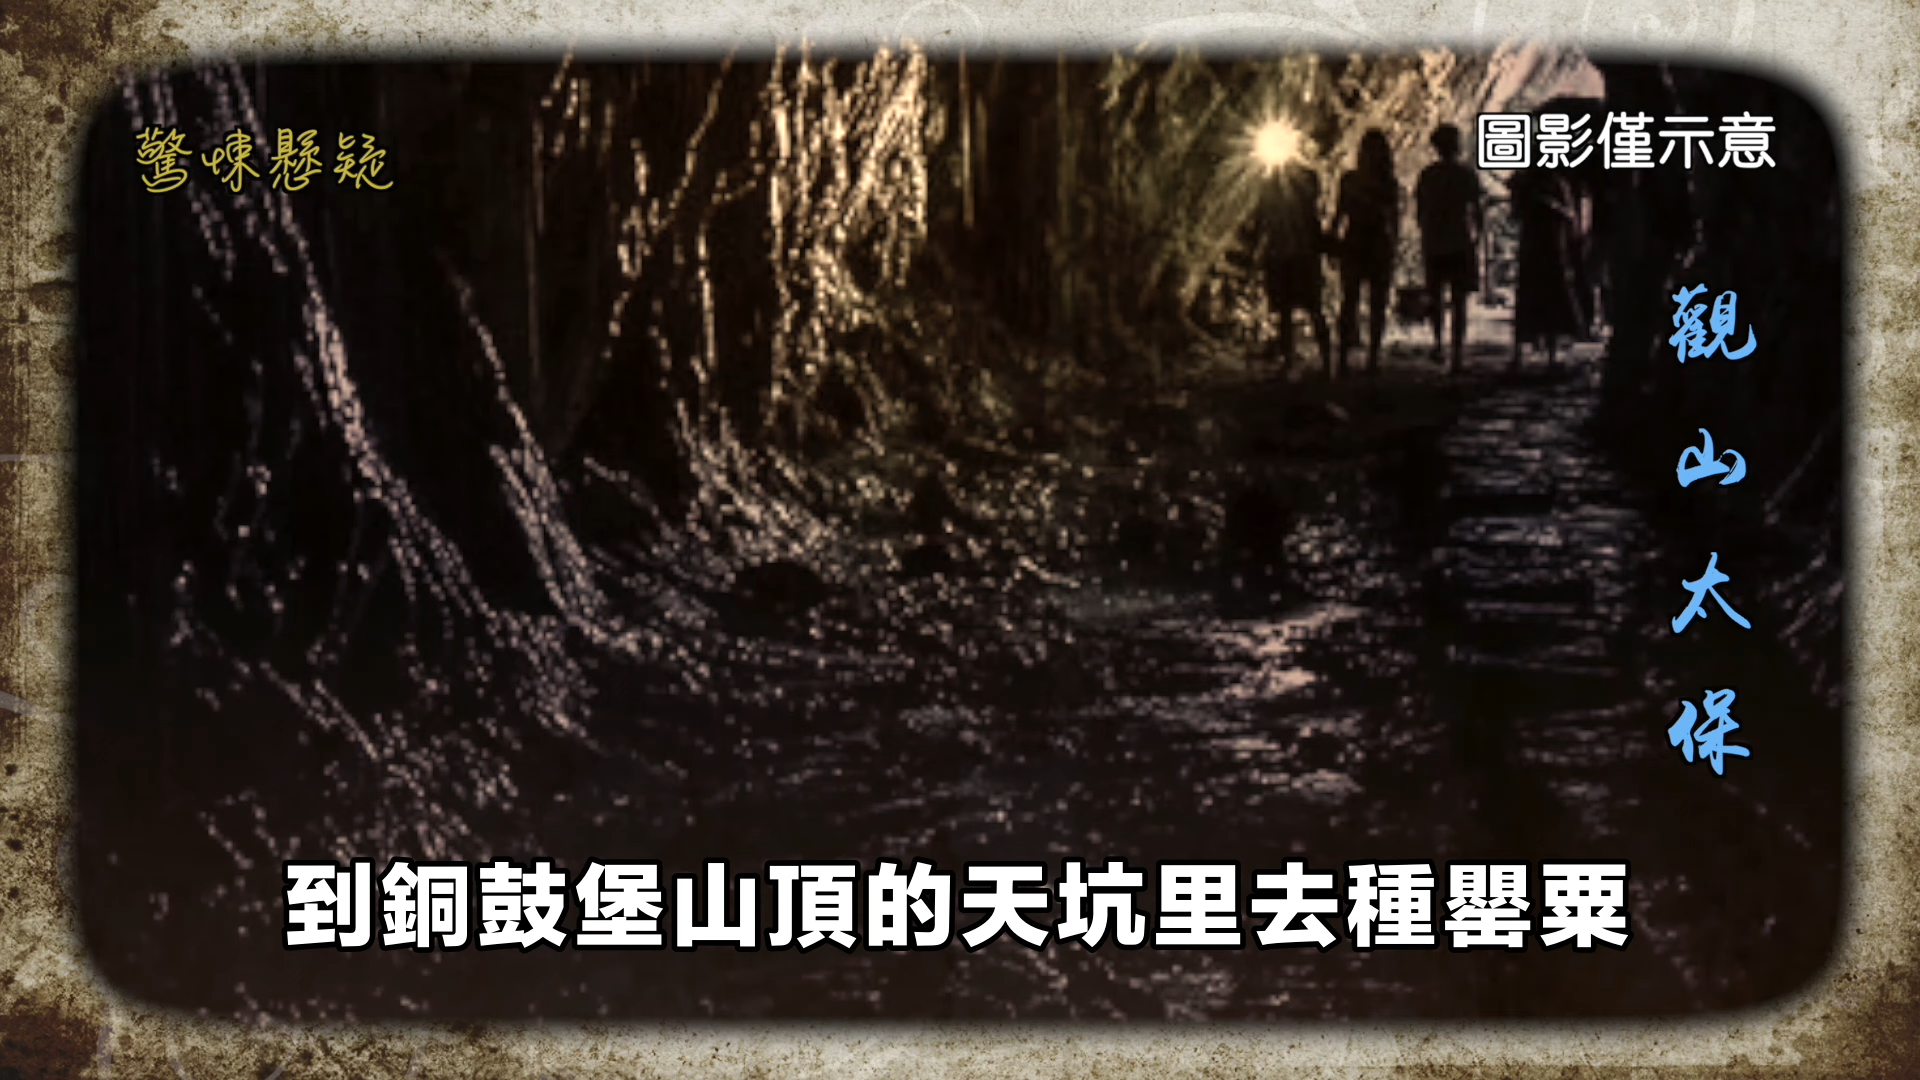 驚悚懸疑
圖影僅示意
觀山太保
到銅鼓堡山頂的天坑里去種罌粟